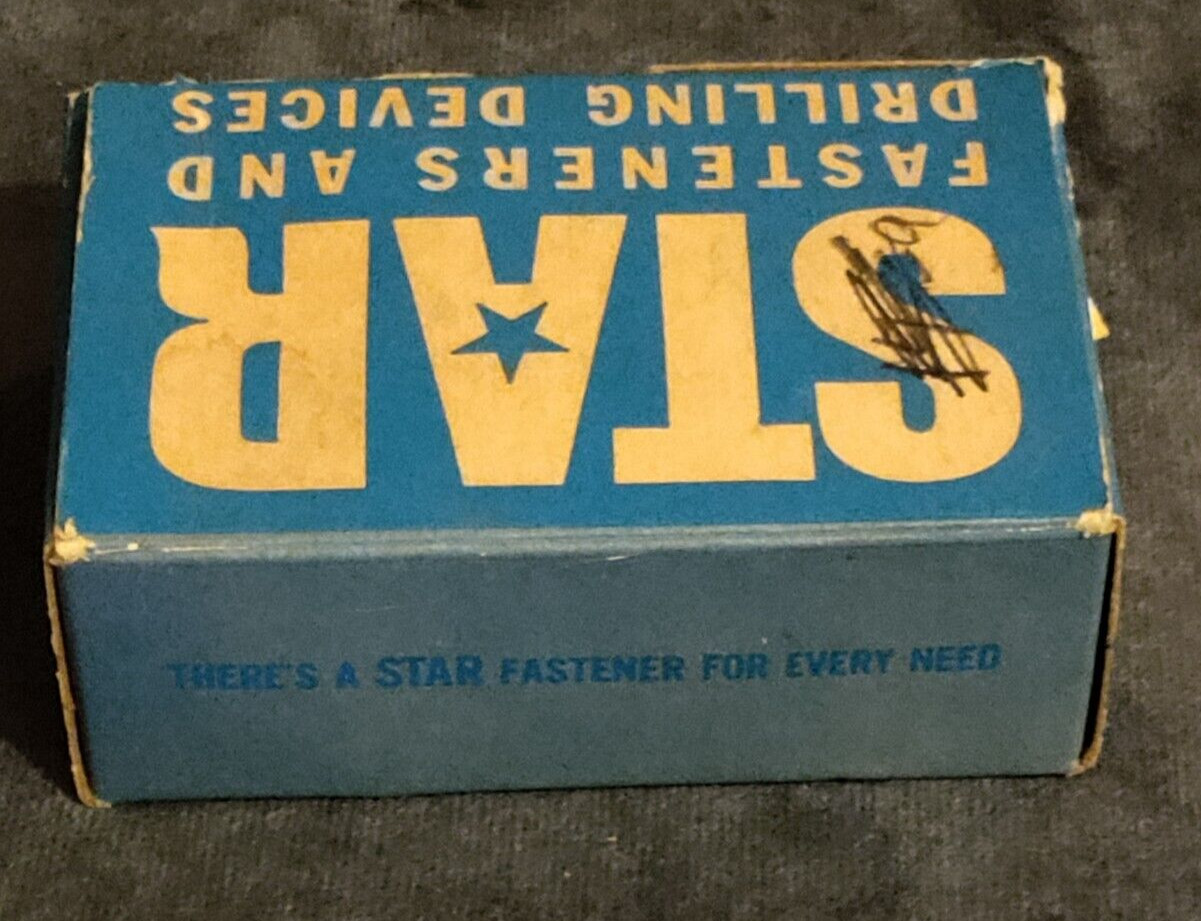 STAR
FASTENERS AND
DRILLING DEVICES
THERE'S A STAR FASTENER FOR EVERY NEED